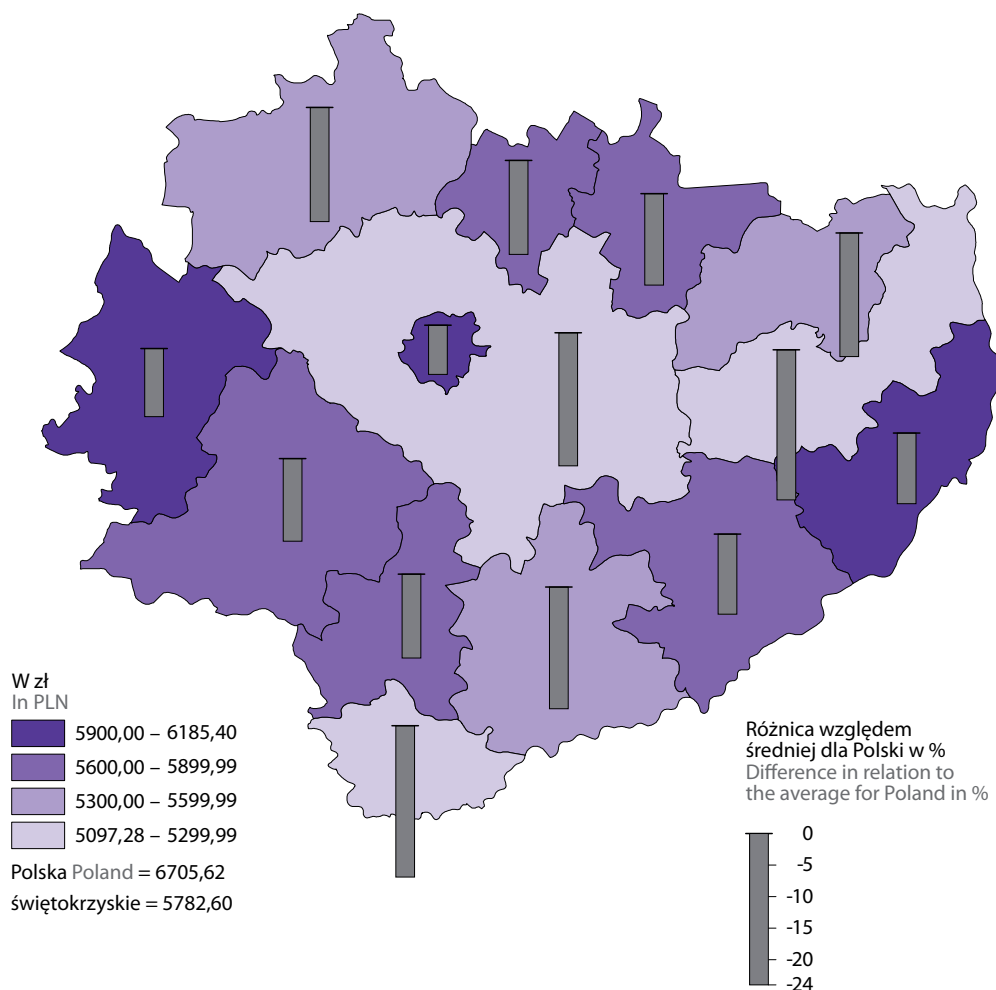 W zł
In PLN
5900,00 – 6185,40
5600,00 – 5899,99
5300,00 – 5599,99
5097,28 – 5299,99
Polska Poland = 6705,62
świętokrzyskie = 5782,60
Różnica względem
średniej dla Polski w %
Difference in relation to
the average for Poland in %
0
-5
-10
-15
-20
-24